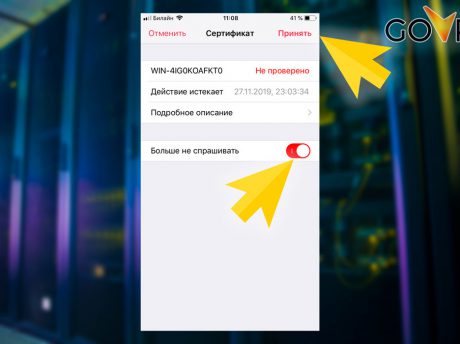 Билайн 11:08 41 %
Отменить Сертификат Принять
WIN-4IG0KOAFKT0 Не проверено
Действие истекает 27.11.2019, 23:03:34
Подробное описание
Больше не спрашивать